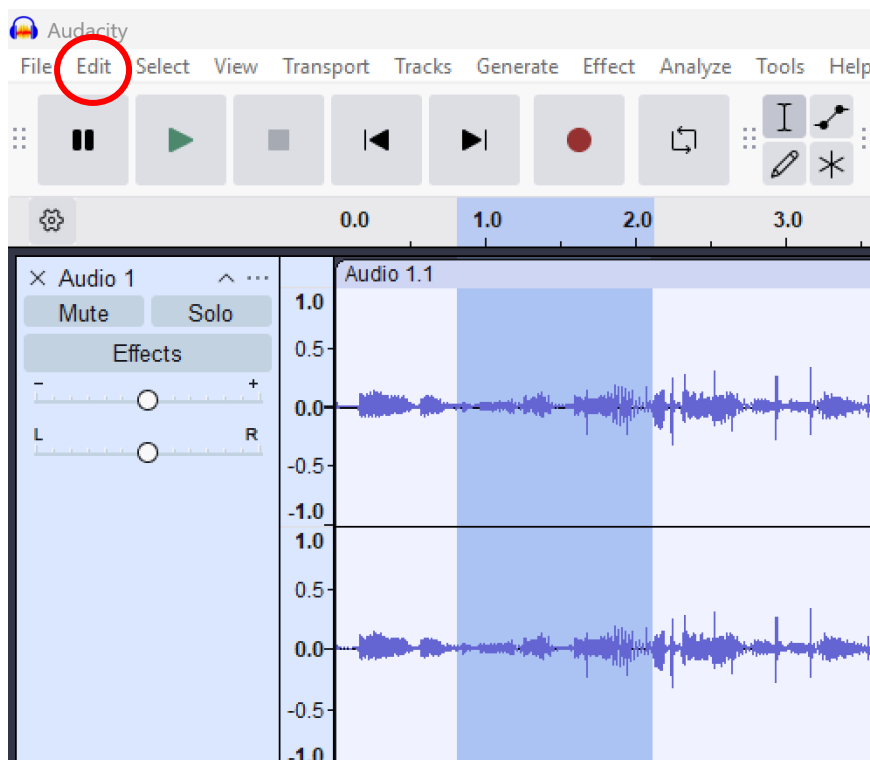 Audacity
File Edit Select View Transport Tracks Generate Effect Analyze Tools Help
0.0 1.0 2.0 3.0
Audio 1
Audio 1.1
Mute Solo
Effects
- +
L R
1.0
0.5
0.0
-0.5
-1.0
1.0
0.5
0.0
-0.5
-1.0